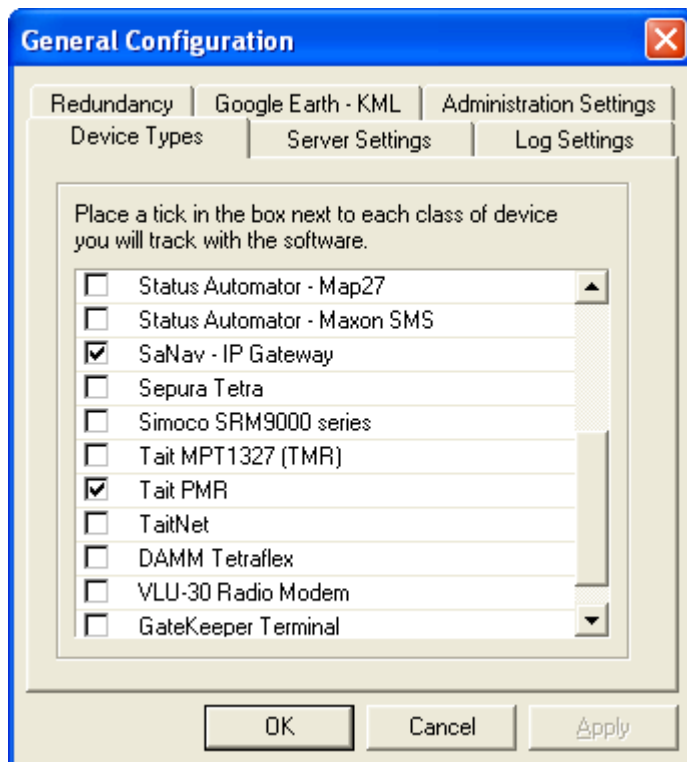 General Configuration
Redundancy
Google Earth - KML
Administration Settings
Device Types
Server Settings
Log Settings
Place a tick in the box next to each class of device
you will track with the software.
Status Automator - Map27
Status Automator - Maxon SMS
SaNav - IP Gateway
Sepura Tetra
Simoco SRM9000 series
Tait MPT1327 (TMR)
Tait PMR
TaitNet
DAMM Tetraflex
VLU-30 Radio Modem
GateKeeper Terminal
OK
Cancel
Apply